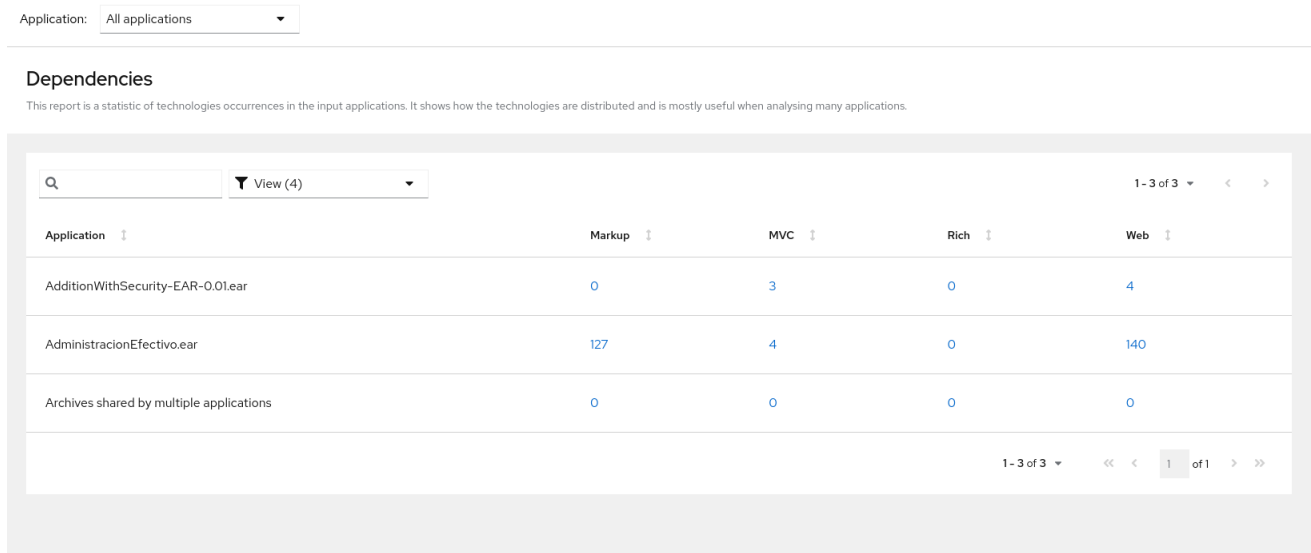 Application: All applications
Dependencies
This report is a statistic of technologies occurrences in the input applications. It shows how the technologies are distributed and is mostly useful when analysing many applications.
View (4) 1 - 3 of 3
Application Markup MVC Rich Web
AdditionWithSecurity-EAR-0.01.ear 0 3 0 4
AdministracionEfectivo.ear 127 4 0 140
Archives shared by multiple applications 0 0 0 0
1 - 3 of 3 1 of 1